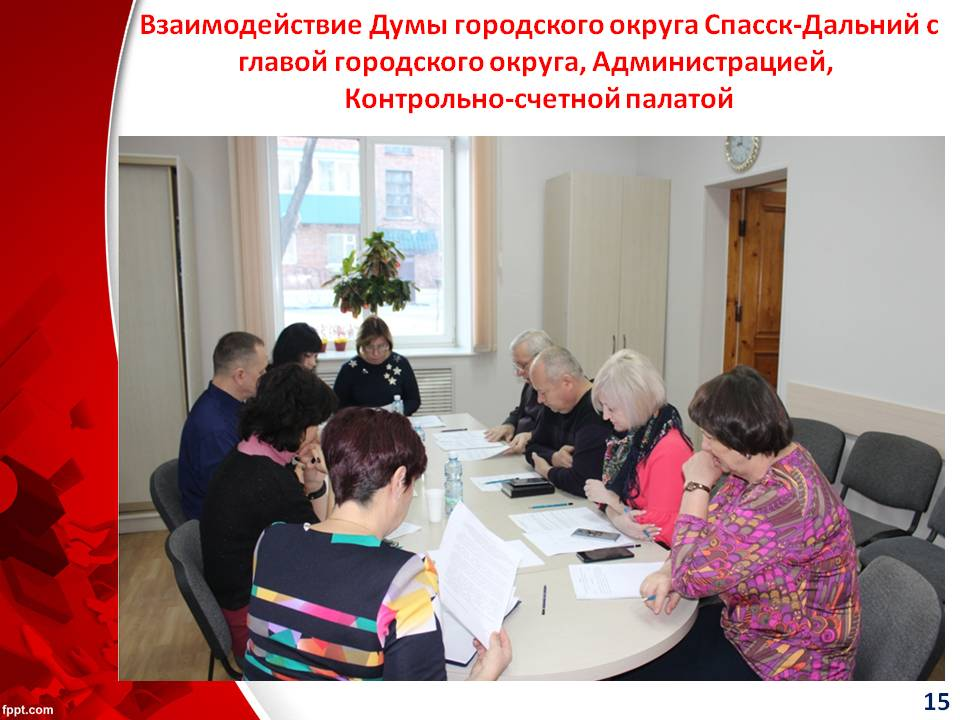 Взаимодействие Думы городского округа Спасск-Дальний с
главой городского округа, Администрацией,
Контрольно-счетной палатой
15
fppt.com